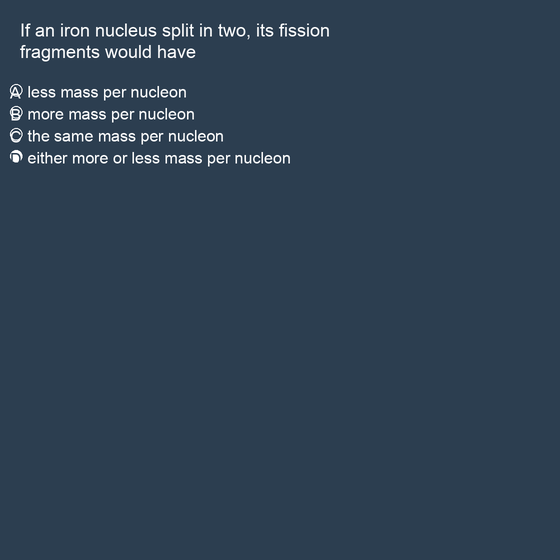 If an iron nucleus split in two, its fission
fragments would have
A less mass per nucleon
B more mass per nucleon
C the same mass per nucleon
D either more or less mass per nucleon